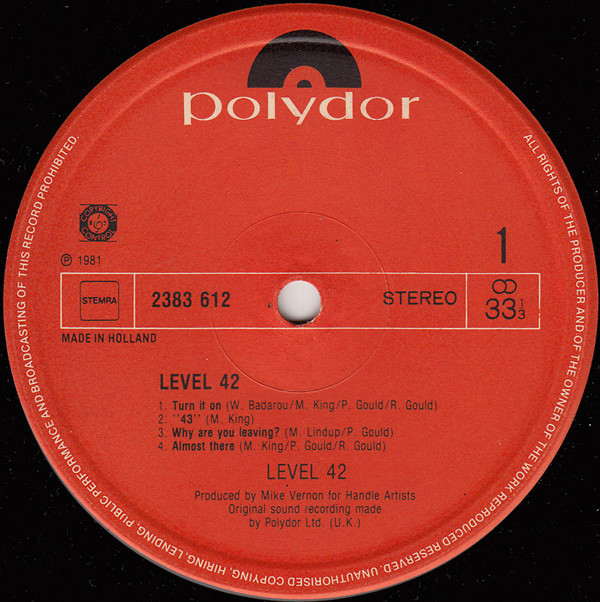 polydor
COPYRIGHT
CONTROL
℗ 1981
1
STEMRA
2383 612
STEREO
33 1/3
MADE IN HOLLAND
LEVEL 42
1. Turn it on (W. Badarou/M. King/P. Gould/R. Gould)
2. "43" (M. King)
3. Why are you leaving? (M. Lindup/P. Gould)
4. Almost there (M. King/P. Gould/R. Gould)
LEVEL 42
Produced by Mike Vernon for Handle Artists
Original sound recording made
by Polydor Ltd. (U.K.)
ALL RIGHTS OF THE PRODUCER AND OF THE OWNER OF THE WORK REPRODUCED RESERVED. UNAUTHORISED COPYING, HIRING, LENDING, PUBLIC PERFORMANCE AND BROADCASTING OF THIS RECORD PROHIBITED.